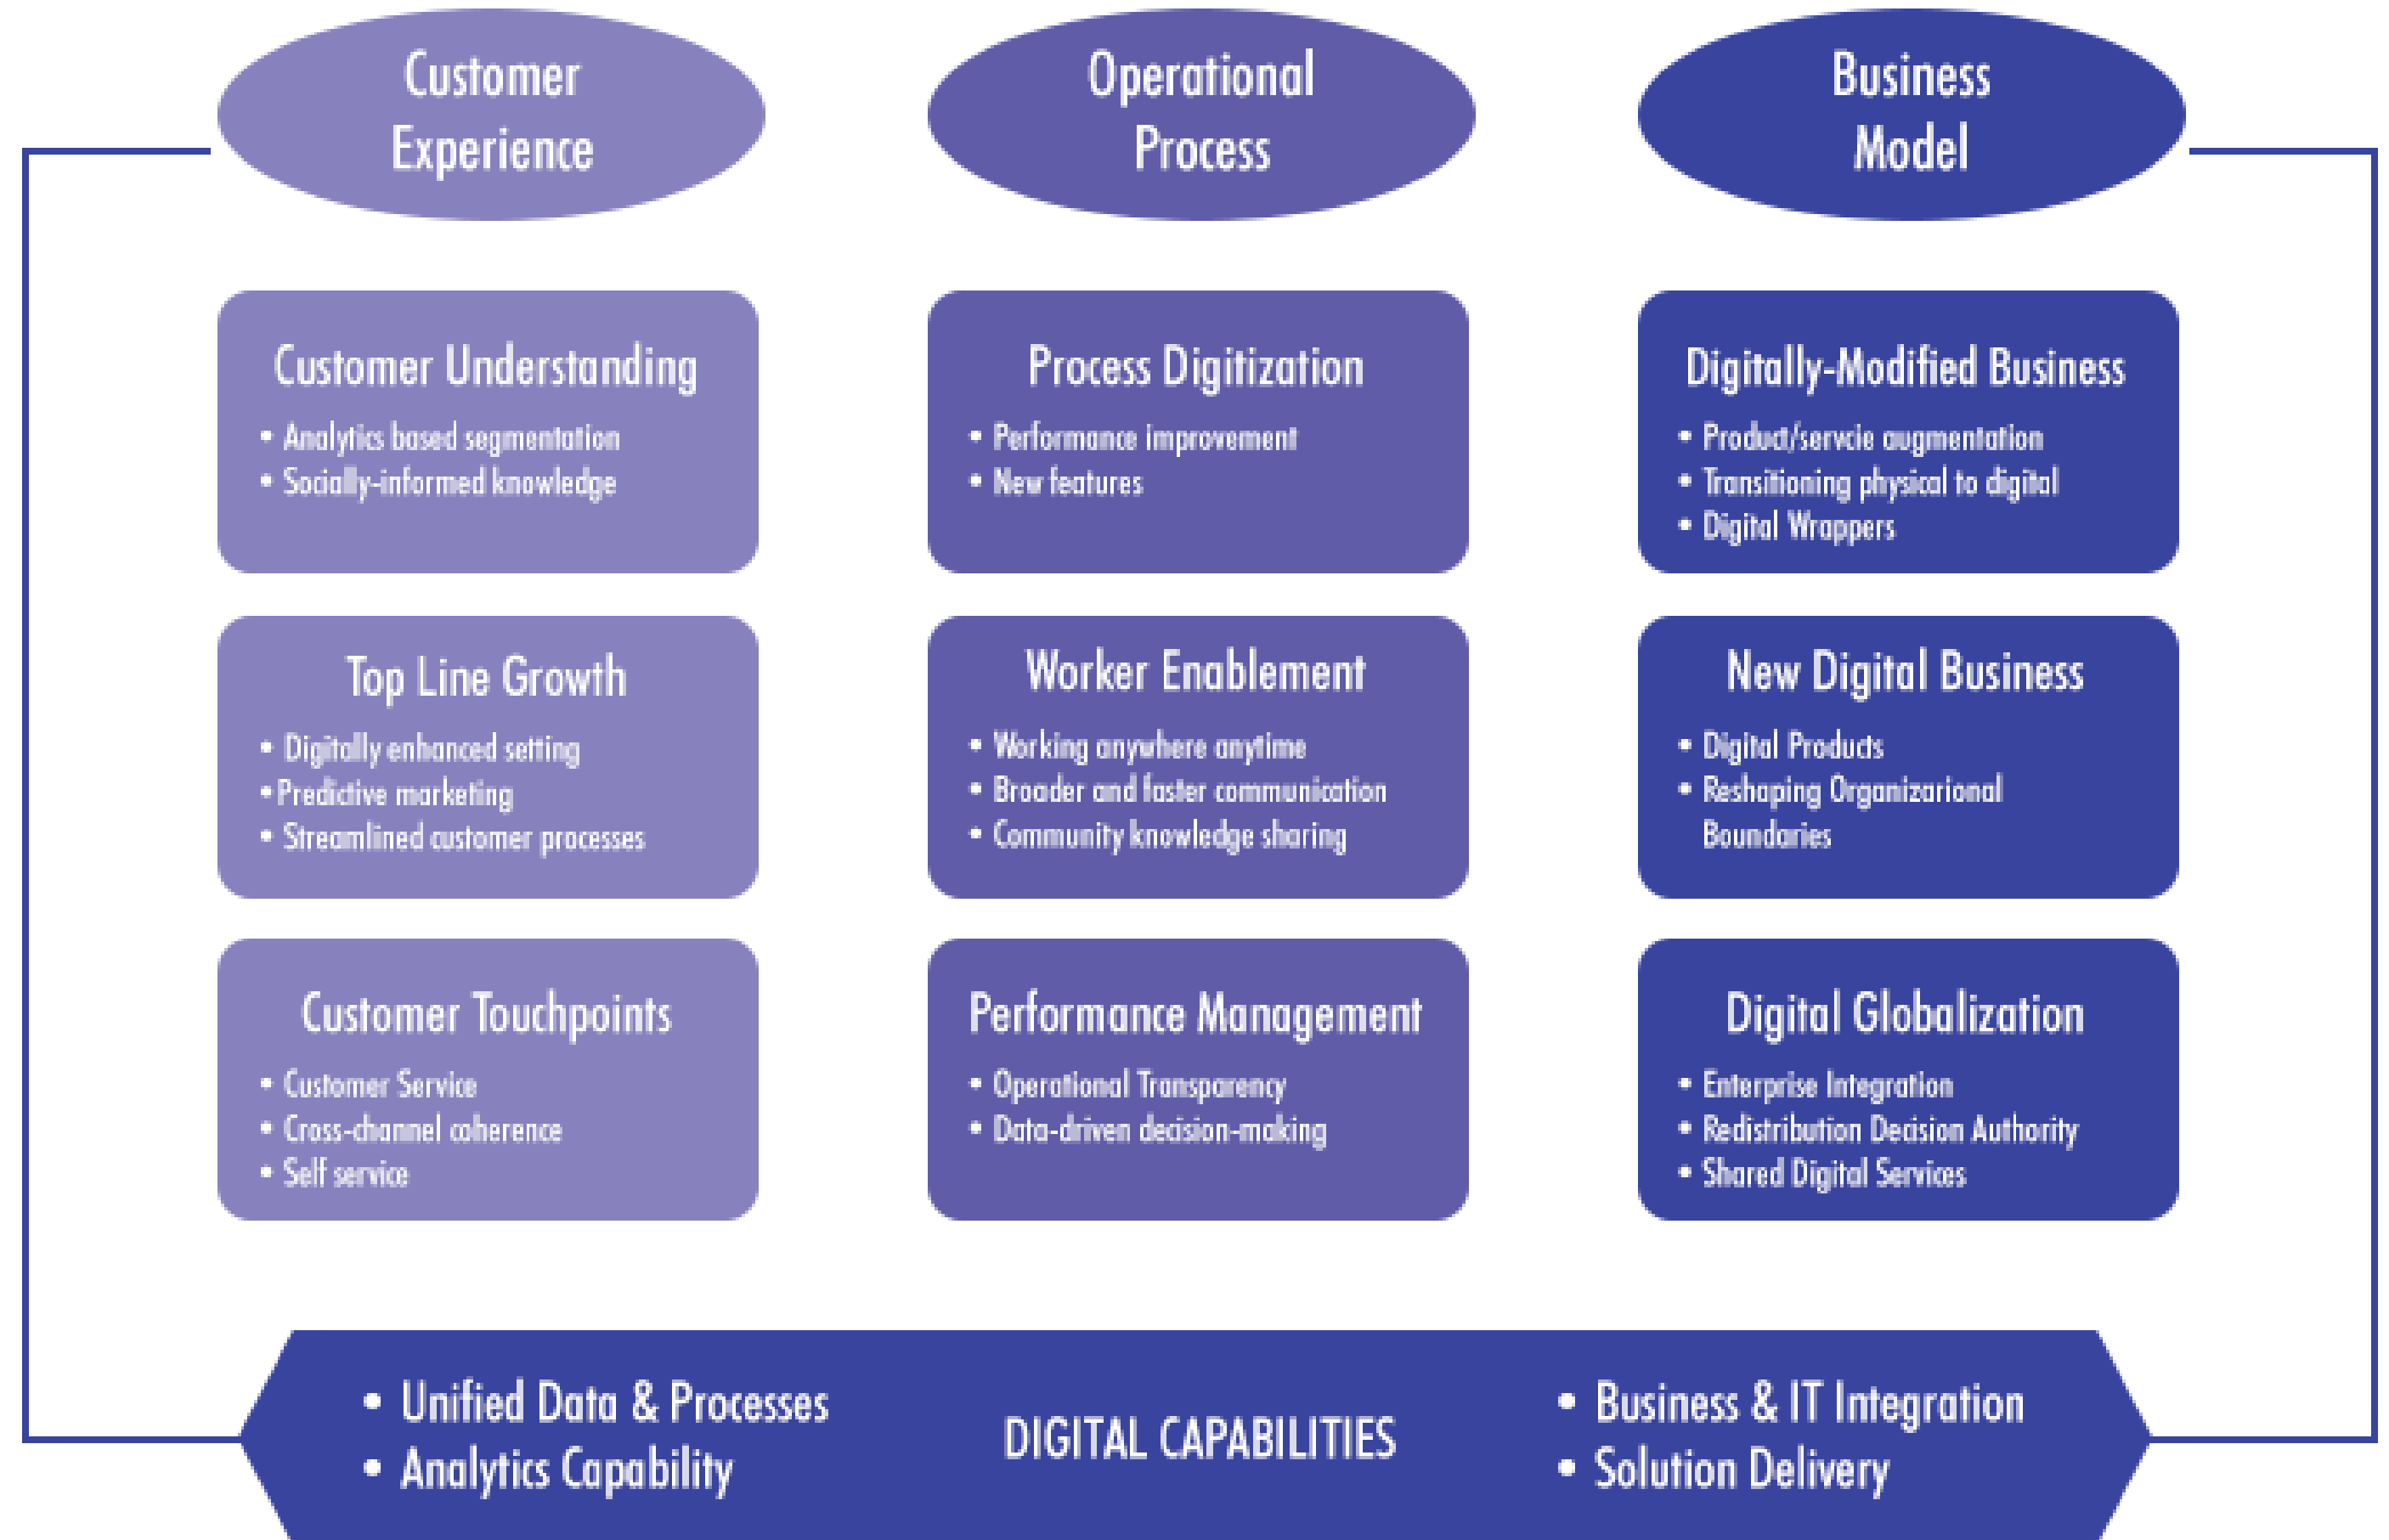 Customer
Experience
Operational
Process
Business
Model
Customer Understanding
• Analytics based segmentation
• Socially-informed knowledge
Process Digitization
• Performance improvement
• New features
Digitally-Modified Business
• Product/servcie augmentation
• Transitioning physical to digital
• Digital Wrappers
Top Line Growth
• Digitally enhanced setting
• Predictive marketing
• Streamlined customer processes
Worker Enablement
• Working anywhere anytime
• Broader and faster communication
• Community knowledge sharing
New Digital Business
• Digital Products
• Reshaping Organizarional
Boundaries
Customer Touchpoints
• Customer Service
• Cross-channel coherence
• Self service
Performance Management
• Operational Transparency
• Data-driven decision-making
Digital Globalization
• Enterprise Integration
• Redistribution Decision Authority
• Shared Digital Services
• Unified Data & Processes
• Analytics Capability
DIGITAL CAPABILITIES
• Business & IT Integration
• Solution Delivery